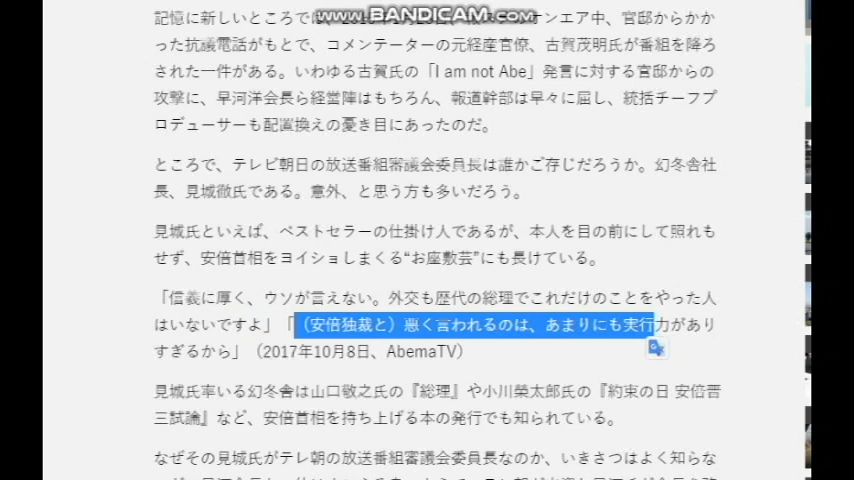 www.BANDICAM.com
記憶に新しいところでは、オンエア中、官邸からかか
った抗議電話がもとで、コメンテーターの元経産官僚、古賀茂明氏が番組を降ろ
された一件がある。いわゆる古賀氏の「I am not Abe」発言に対する官邸からの
攻撃に、早河洋会長ら経営陣はもちろん、報道幹部は早々に屈し、統括チーフプ
ロデューサーも配置換えの憂き目にあったのだ。
ところで、テレビ朝日の放送番組審議会委員長は誰かご存じだろうか。幻冬舎社
長、見城徹氏である。意外、と思う方も多いだろう。
見城氏といえば、ベストセラーの仕掛け人であるが、本人を目の前にして照れも
せず、安倍首相をヨイショしまくる“お座敷芸”にも長けている。
「信義に厚く、ウソが言えない。外交も歴代の総理でこれだけのことをやった人
はいないですよ」「（安倍独裁と）悪く言われるのは、あまりにも実行力があり
すぎるから」（2017年10月8日、AbemaTV）
見城氏率いる幻冬舎は山口敬之氏の『総理』や小川榮太郎氏の『約束の日 安倍晋
三試論』など、安倍首相を持ち上げる本の発行でも知られている。
なぜその見城氏がテレ朝の放送番組審議会委員長なのか、いきさつはよく知らな